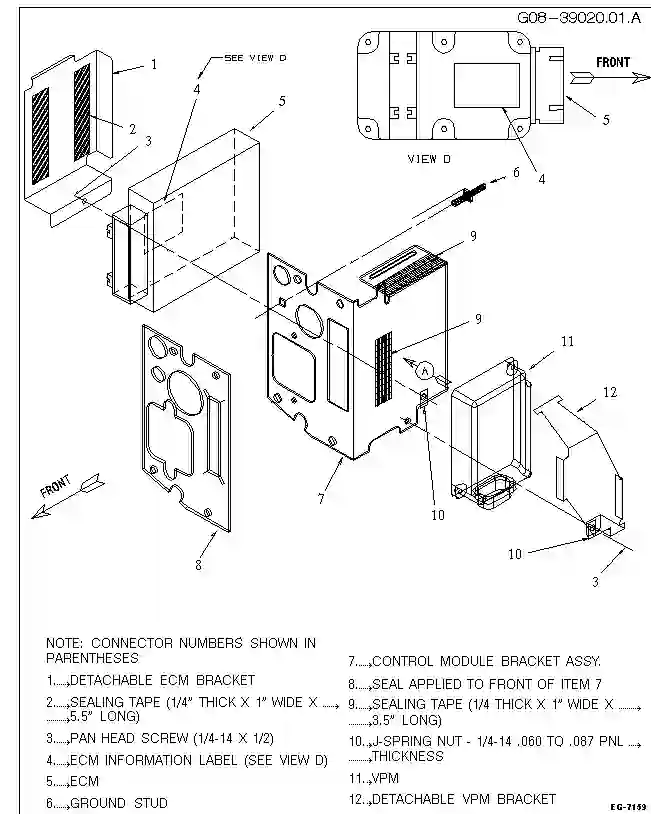 G08-39020.01.A
SEE VIEW D
FRONT
VIEW D
1
2
3
4
5
4
5
6
9
9
A
11
12
10
7
10
3
FRONT
8
NOTE: CONNECTOR NUMBERS SHOWN IN
PARENTHESES
1.....,DETACHABLE ECM BRACKET
2.....,SEALING TAPE (1/4" THICK X 1" WIDE X .....,
........,5.5" LONG)
3.....,PAN HEAD SCREW (1/4-14 X 1/2)
4.....,ECM INFORMATION LABEL (SEE VIEW D)
5.....,ECM
6.....,GROUND STUD
7.....,CONTROL MODULE BRACKET ASSY.
8.....,SEAL APPLIED TO FRONT OF ITEM 7
9.....,SEALING TAPE (1/4 THICK X 1" WIDE X ........,
........,3.5" LONG)
10..,J-SPRING NUT - 1/4-14 .060 TO .087 PNL ....,
........,THICKNESS
11..,VPM
12..,DETACHABLE VPM BRACKET
EG-7159